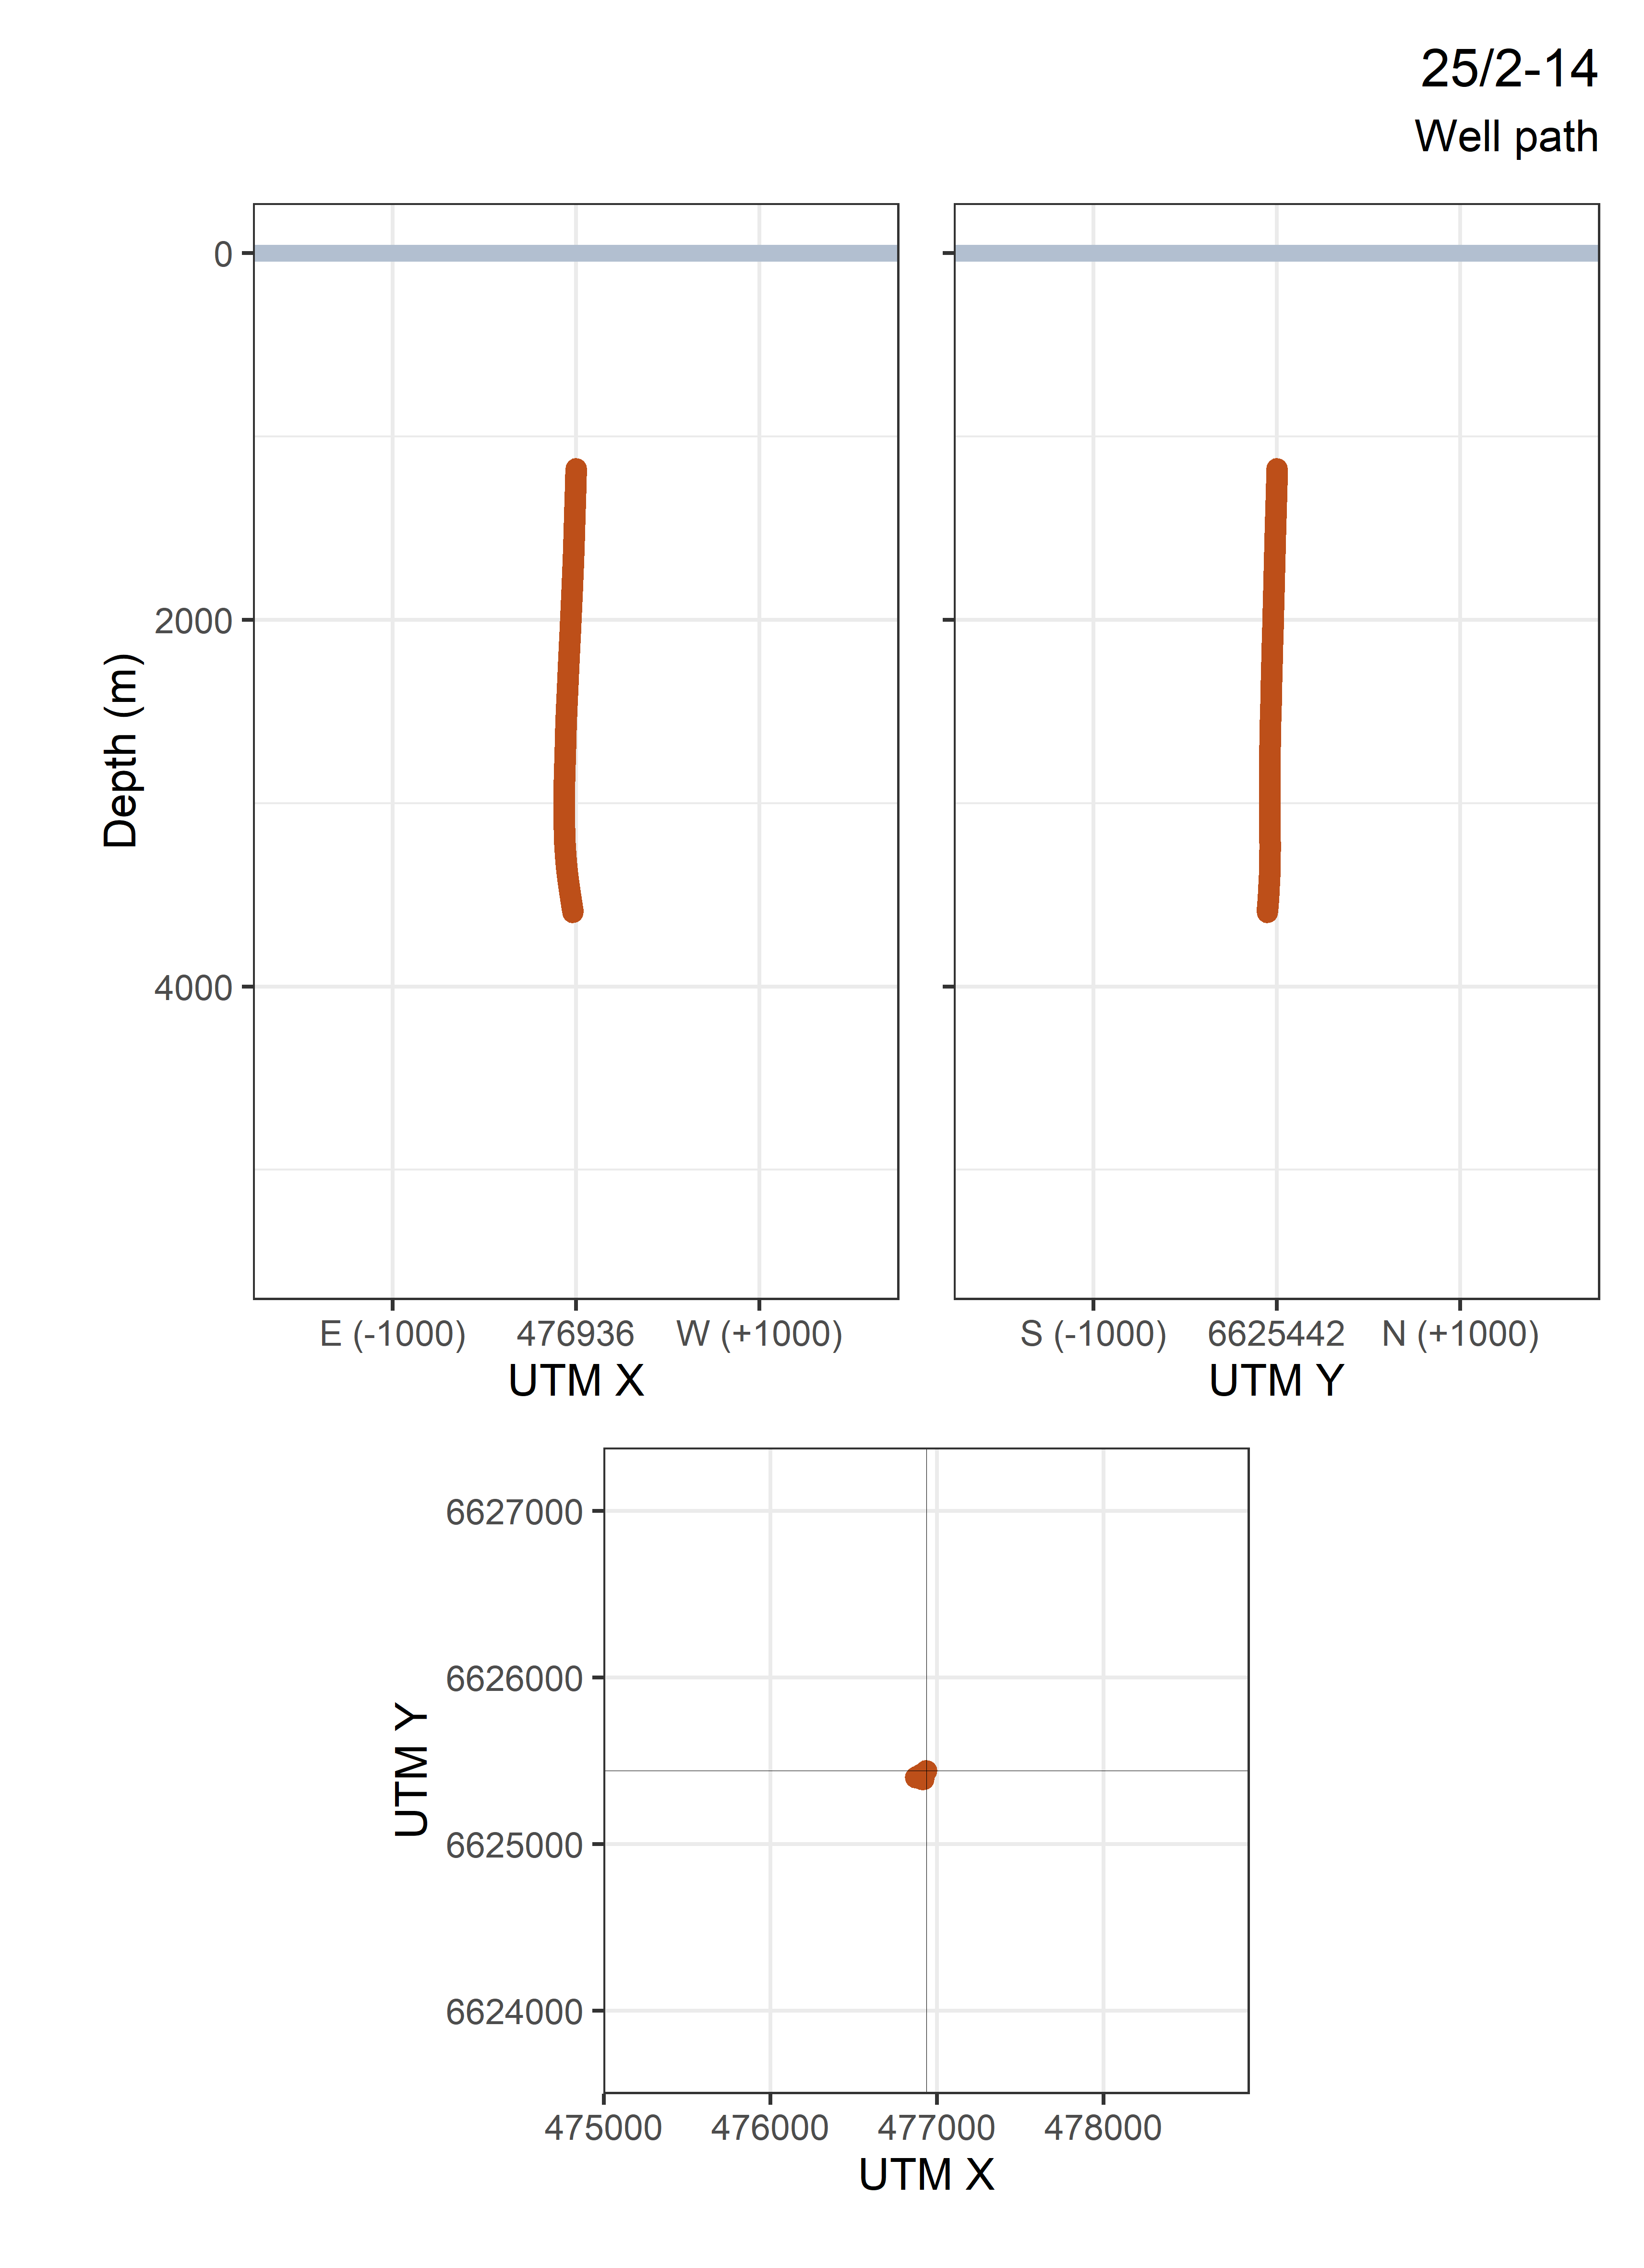 25/2-14
Well path
0
2000
4000
Depth (m)
E (-1000) 476936 W (+1000)
UTM X
S (-1000) 6625442 N (+1000)
UTM Y
6627000
6626000
6625000
6624000
UTM Y
475000 476000 477000 478000
UTM X